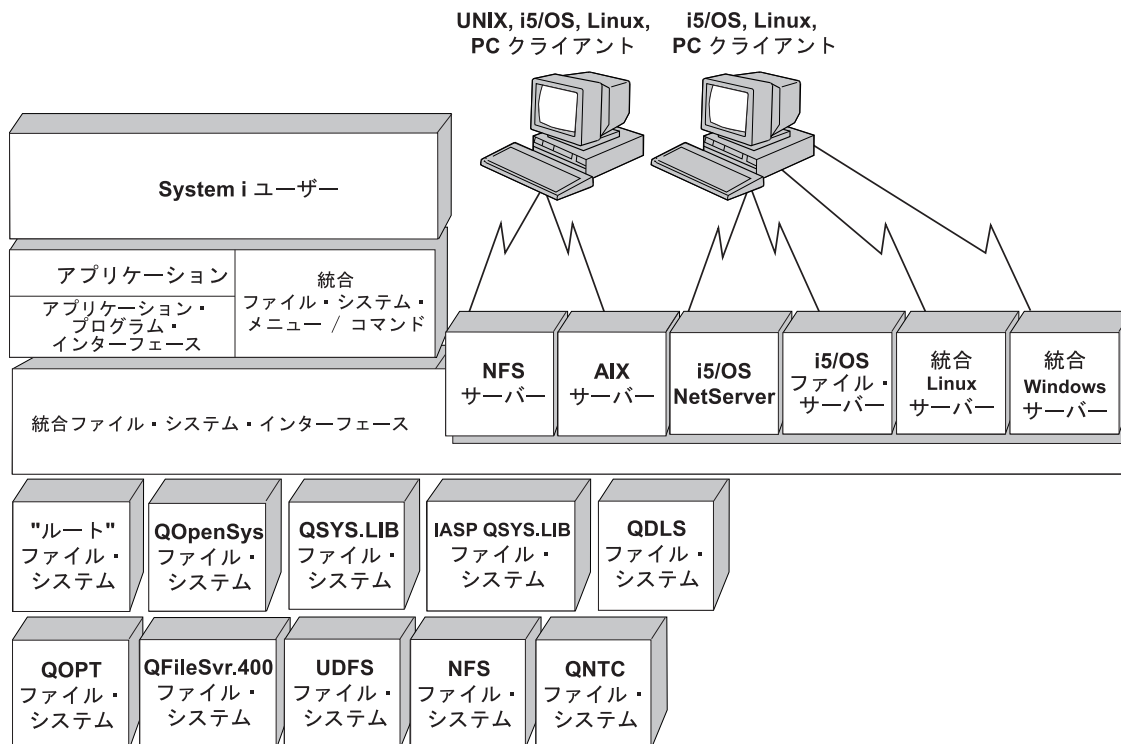 UNIX, i5/OS, Linux,
PC クライアント
i5/OS, Linux,
PC クライアント
System i ユーザー
アプリケーション
アプリケーション・
プログラム・
インターフェース
統合
ファイル・システム・
メニュー / コマンド
NFS
サーバー
AIX
サーバー
i5/OS
NetServer
i5/OS
ファイル・
サーバー
統合
Linux
サーバー
統合
Windows
サーバー
統合ファイル・システム・インターフェース
"ルート"
ファイル・
システム
QOpenSys
ファイル・
システム
QSYS.LIB
ファイル・
システム
IASP QSYS.LIB
ファイル・
システム
QDLS
ファイル・
システム
QOPT
ファイル・
システム
QFileSvr.400
ファイル・
システム
UDFS
ファイル・
システム
NFS
ファイル・
システム
QNTC
ファイル・
システム